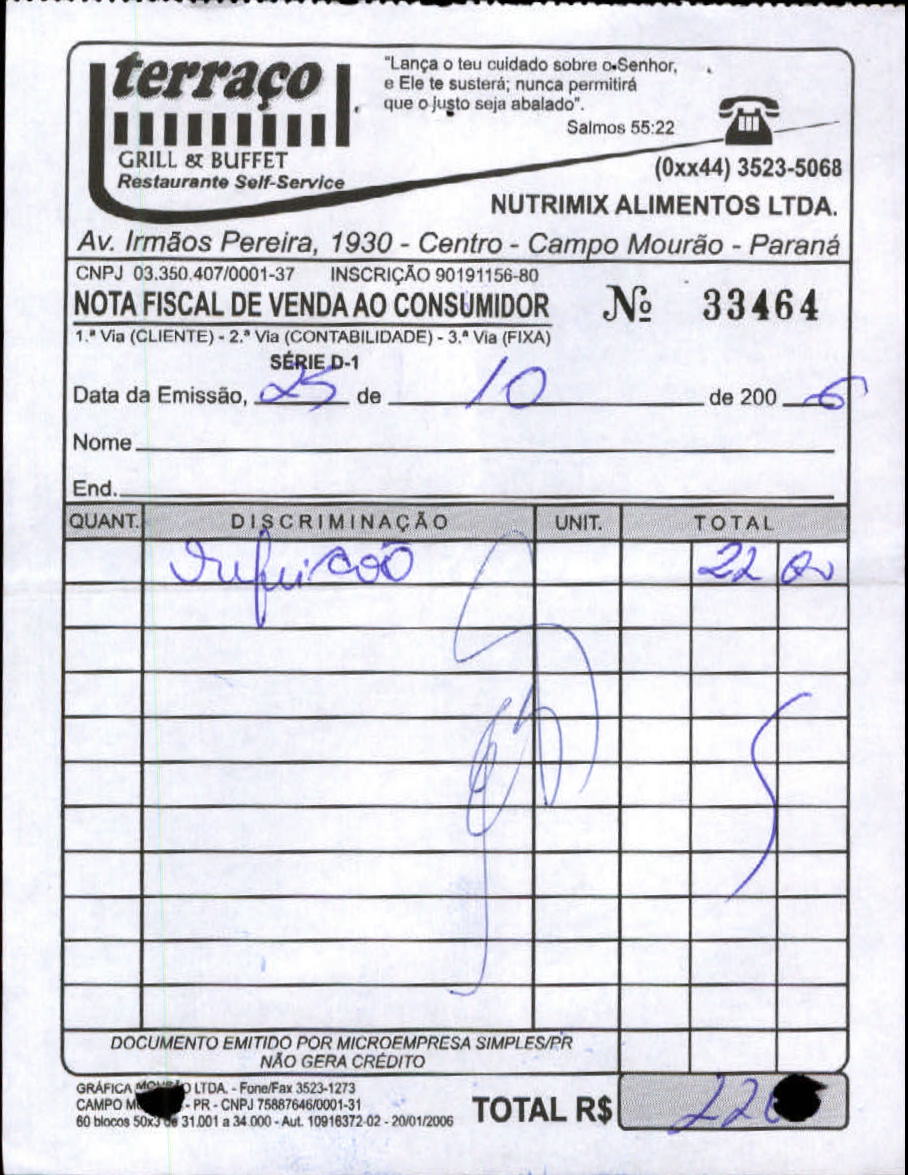 terraço
GRILL & BUFFET
Restaurante Self-Service
"Lança o teu cuidado sobre o Senhor,
e Ele te susterá; nunca permitirá
que o justo seja abalado".
Salmos 55:22
(0xx44) 3523-5068
NUTRIMIX ALIMENTOS LTDA.
Av. Irmãos Pereira, 1930 - Centro - Campo Mourão - Paraná
CNPJ 03.350.407/0001-37 INSCRIÇÃO 90191156-80
NOTA FISCAL DE VENDA AO CONSUMIDOR Nº 33464
1.ª Via (CLIENTE) - 2.ª Via (CONTABILIDADE) - 3.ª Via (FIXA)
SÉRIE D-1
Data da Emissão, 25 de 10 de 2006
Nome
End.
QUANT. DISCRIMINAÇÃO UNIT. TOTAL
refeição 22 00
DOCUMENTO EMITIDO POR MICROEMPRESA SIMPLES/PR
NÃO GERA CRÉDITO
GRÁFICA LTDA. - Fone/Fax 3523-1273
CAMPO - PR - CNPJ 75887646/0001-31
60 blocos 50x3 de 31.001 a 34.000 - Aut. 10916372-02 - 20/01/2006
TOTAL R$ 22